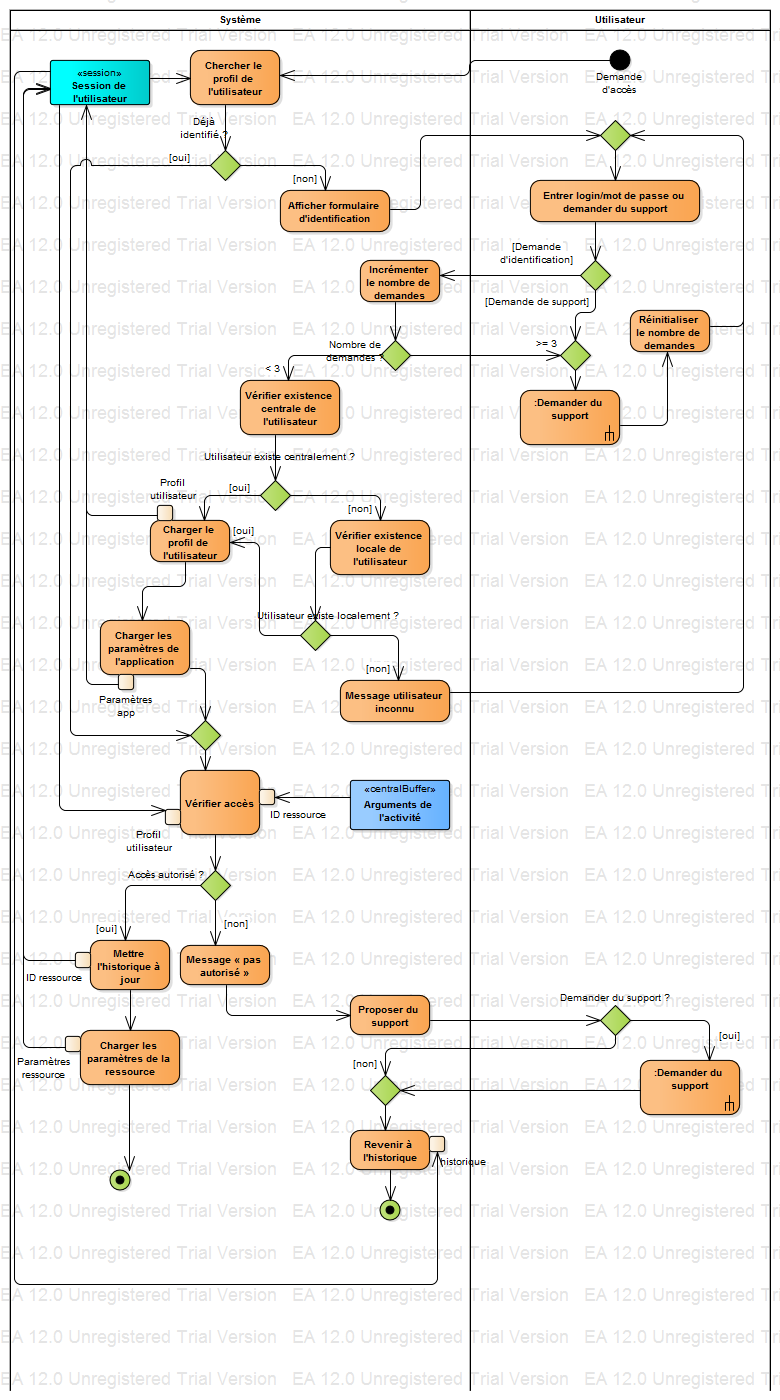 Système
Utilisateur
«session»
Session de
l'utilisateur
Chercher le
profil de
l'utilisateur
Demande
d'accès
Déjà
identifié ?
[oui]
[non]
Afficher formulaire
d'identification
Entrer login/mot de passe ou
demander du support
[Demande
d'identification]
Incrémenter
le nombre de
demandes
[Demande de support]
Réinitialiser
le nombre de
demandes
Nombre de
demandes ?
>= 3
< 3
Vérifier existence
centrale de
l'utilisateur
:Demander du
support
Utilisateur existe centralement ?
Profil
utilisateur
[oui]
[non]
Charger le
profil de
l'utilisateur
[oui]
Vérifier existence
locale de
l'utilisateur
Utilisateur existe localement ?
Charger les
paramètres de
l'application
[non]
Paramètres
app
Message utilisateur
inconnu
Vérifier accès
«centralBuffer»
Arguments de
l'activité
ID ressource
Profil
utilisateur
Accès autorisé ?
[oui]
[non]
Mettre
l'historique à
jour
Message « pas
autorisé »
ID ressource
Proposer du
support
Demander du support ?
[oui]
Charger les
paramètres de la
ressource
Paramètres
ressource
[non]
:Demander du
support
Revenir à
l'historique
historique
EA 12.0 Unregistered Trial Version